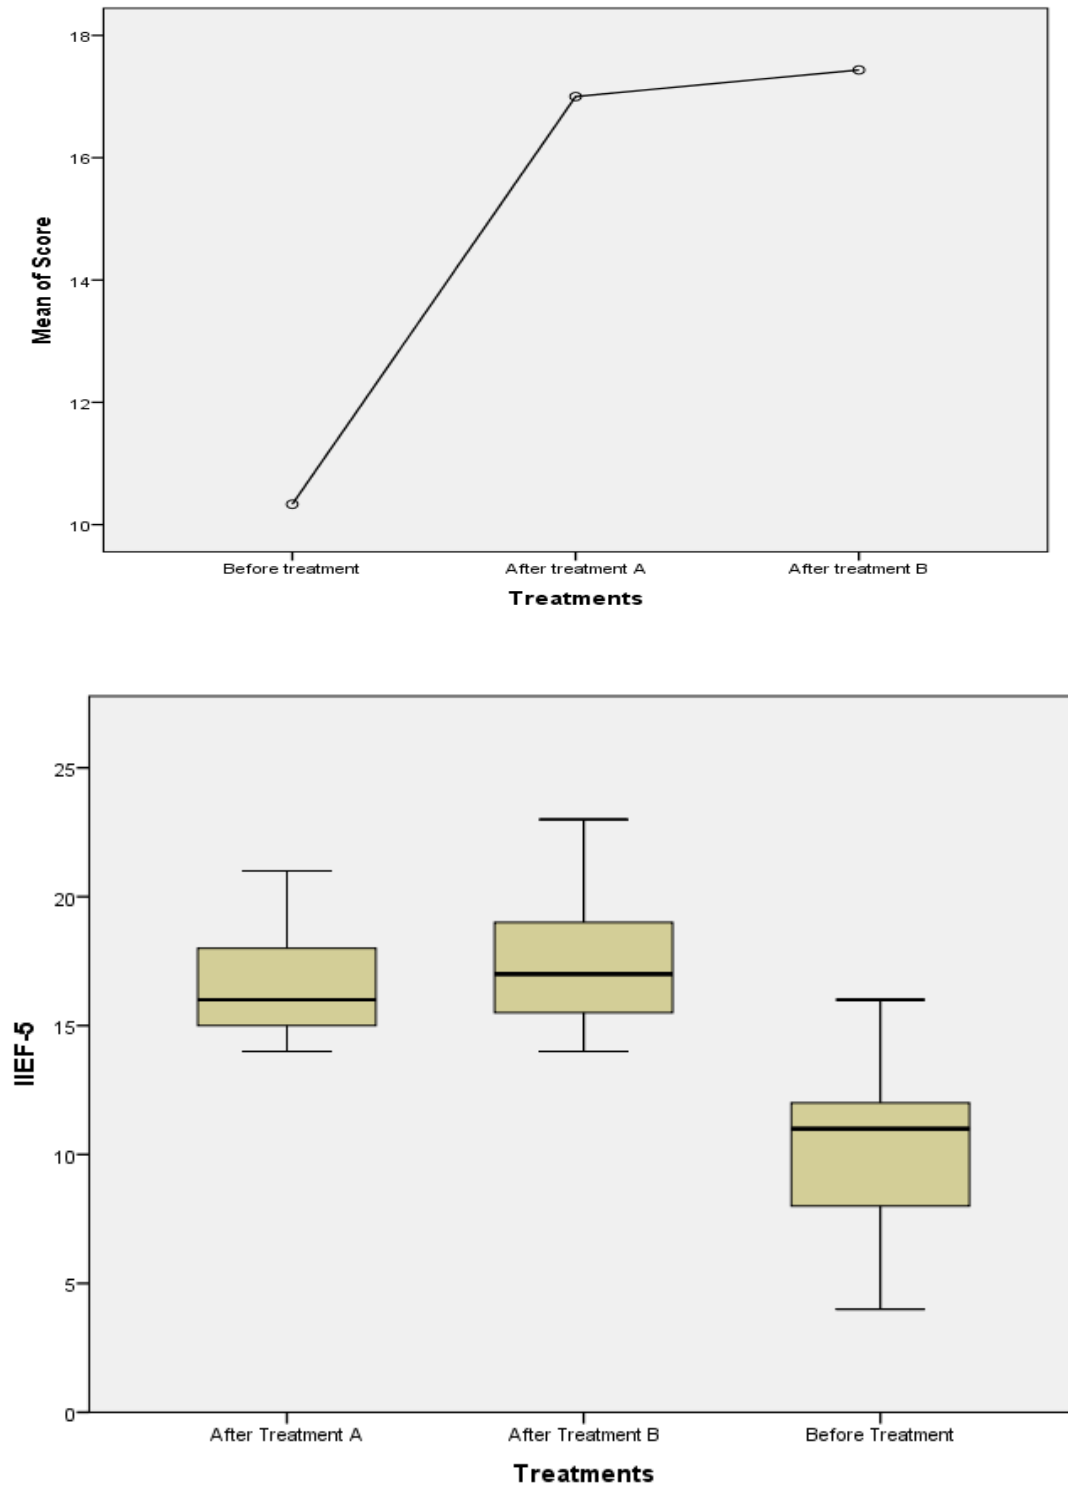 18
16
14
12
10
Mean of Score
Before treatment
After treatment A
After treatment B
Treatments
25
20
15
10
5
0
IIEF-5
After Treatment A
After Treatment B
Before Treatment
Treatments